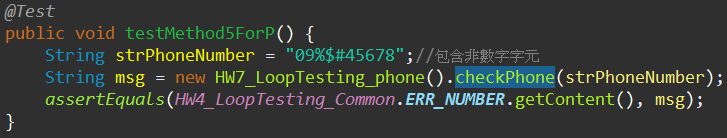 @Test
public void testMethod5ForP() {
String strPhoneNumber = "09%$#45678";//包含非數字字元
String msg = new HW7_LoopTesting_phone().checkPhone(strPhoneNumber);
assertEquals(HW4_LoopTesting_Common.ERR_NUMBER.getContent(), msg);
}